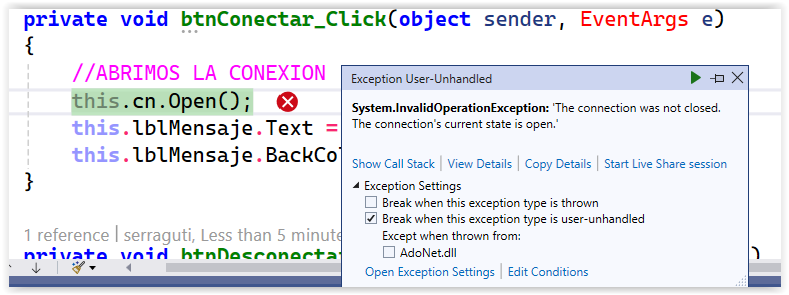 private void btnConectar_Click(object sender, EventArgs e)
{
//ABRIMOS LA CONEXION
this.cn.Open();
this.lblMensaje.Text =
this.lblMensaje.BackCol
}
Exception User-Unhandled
System.InvalidOperationException: 'The connection was not closed.
The connection's current state is open.'
Show Call Stack | View Details | Copy Details | Start Live Share session
Exception Settings
Break when this exception type is thrown
Break when this exception type is user-unhandled
Except when thrown from:
AdoNet.dll
Open Exception Settings | Edit Conditions
1 reference | serraguti, Less than 5 minute
private void btnDesconectar